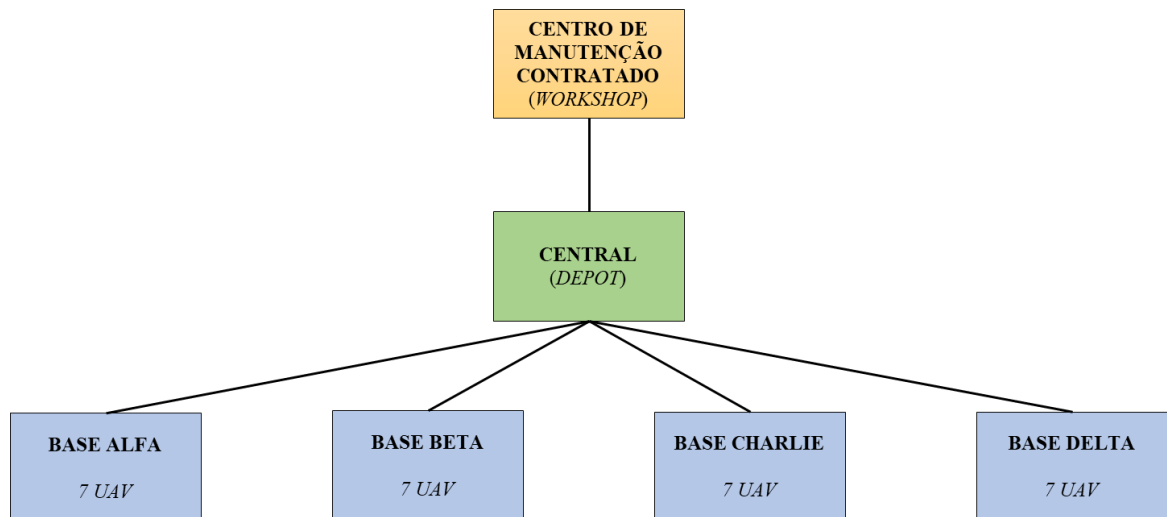 CENTRO DE
MANUTENÇÃO
CONTRATADO
(WORKSHOP)
CENTRAL
(DEPOT)
BASE ALFA
7 UAV
BASE BETA
7 UAV
BASE CHARLIE
7 UAV
BASE DELTA
7 UAV